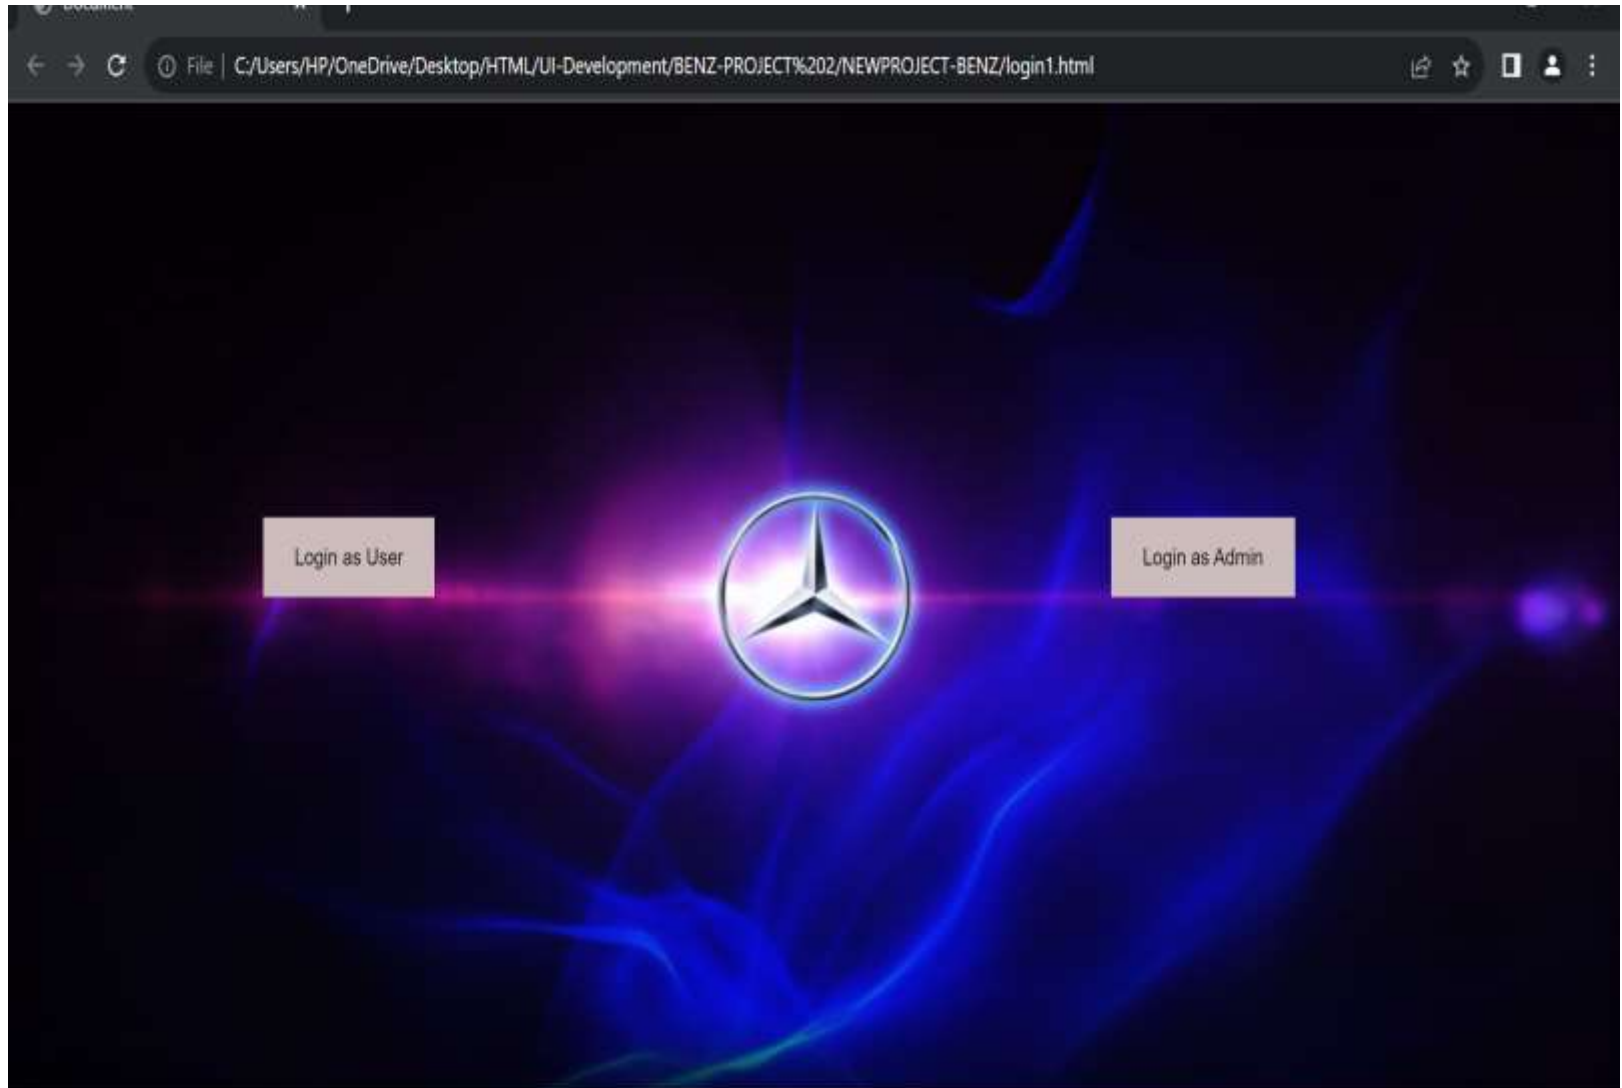 Document
File C:/Users/HP/OneDrive/Desktop/HTML/UI-Development/BENZ-PROJECT%202/NEWPROJECT-BENZ/login1.html
Login as User
Login as Admin